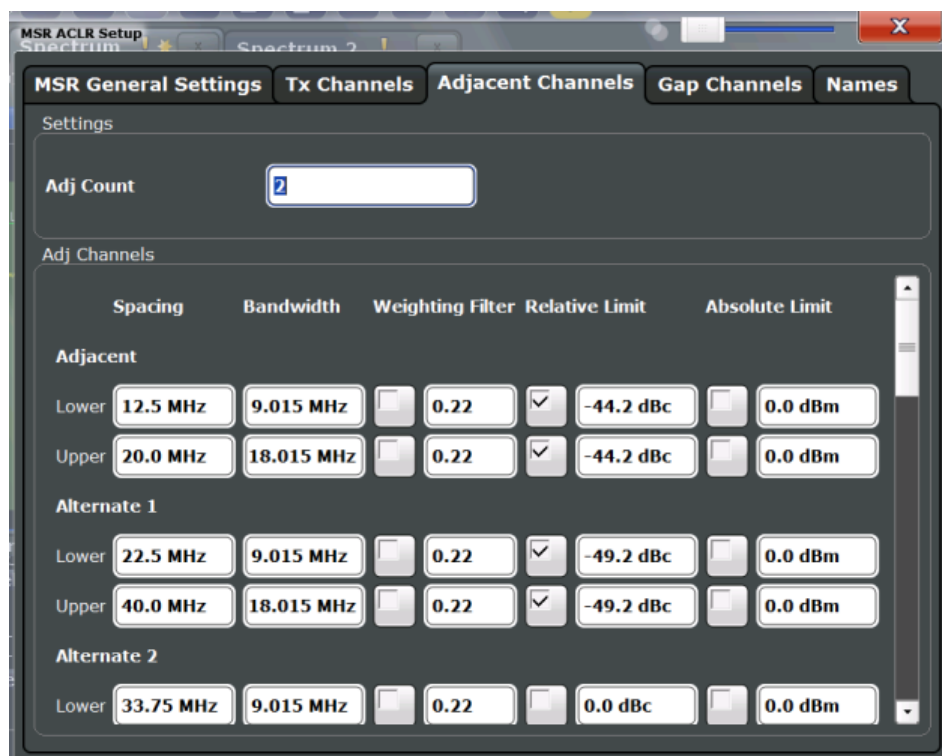 MSR ACLR Setup
Spectrum ! x Spectrum 2 ! x
x
MSR General Settings Tx Channels Adjacent Channels Gap Channels Names
Settings
Adj Count 2
Adj Channels
Spacing Bandwidth Weighting Filter Relative Limit Absolute Limit
Adjacent
Lower 12.5 MHz 9.015 MHz 0.22 -44.2 dBc 0.0 dBm
Upper 20.0 MHz 18.015 MHz 0.22 -44.2 dBc 0.0 dBm
Alternate 1
Lower 22.5 MHz 9.015 MHz 0.22 -49.2 dBc 0.0 dBm
Upper 40.0 MHz 18.015 MHz 0.22 -49.2 dBc 0.0 dBm
Alternate 2
Lower 33.75 MHz 9.015 MHz 0.22 0.0 dBc 0.0 dBm